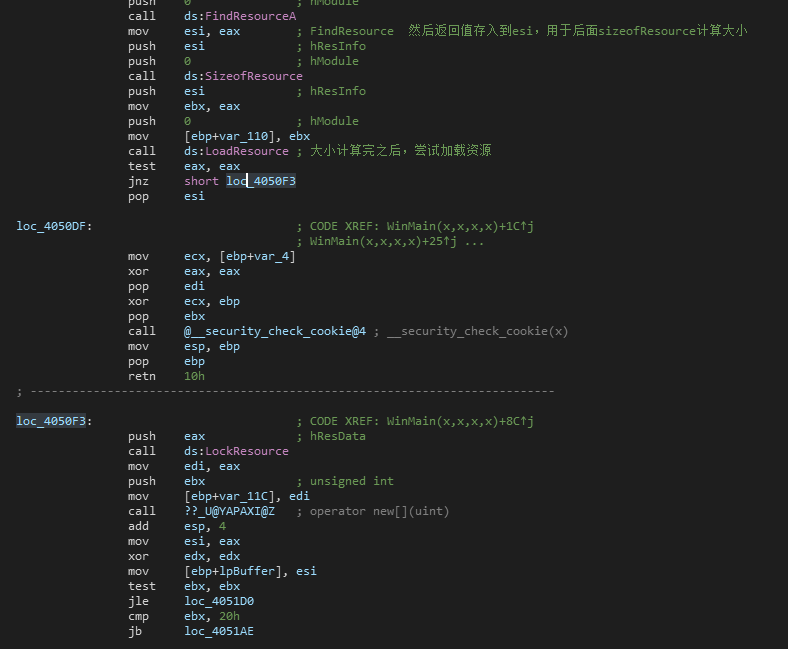 push    0               ; hModule
call    ds:FindResourceA
mov     esi, eax        ; FindResource  然后返回值存入到esi，用于后面sizeofResource计算大小
push    esi             ; hResInfo
push    0               ; hModule
call    ds:SizeofResource
push    esi             ; hResInfo
mov     ebx, eax
push    0               ; hModule
mov     [ebp+var_110], ebx
call    ds:LoadResource ; 大小计算完之后，尝试加载资源
test    eax, eax
jnz     short loc_4050F3
pop     esi
loc_4050DF:                             ; CODE XREF: WinMain(x,x,x,x)+1C↑j
; WinMain(x,x,x,x)+25↑j ...
mov     ecx, [ebp+var_4]
xor     eax, eax
pop     edi
xor     ecx, ebp
pop     ebx
call    @__security_check_cookie@4 ; __security_check_cookie(x)
mov     esp, ebp
pop     ebp
retn    10h
; ---------------------------------------------------------------------------
loc_4050F3:                             ; CODE XREF: WinMain(x,x,x,x)+8C↑j
push    eax             ; hResData
call    ds:LockResource
mov     edi, eax
push    ebx             ; unsigned int
mov     [ebp+var_11C], edi
call    ??_U@YAPAXI@Z   ; operator new[](uint)
add     esp, 4
mov     esi, eax
xor     edx, edx
mov     [ebp+lpBuffer], esi
test    ebx, ebx
jle     loc_4051D0
cmp     ebx, 20h
jb      loc_4051AE